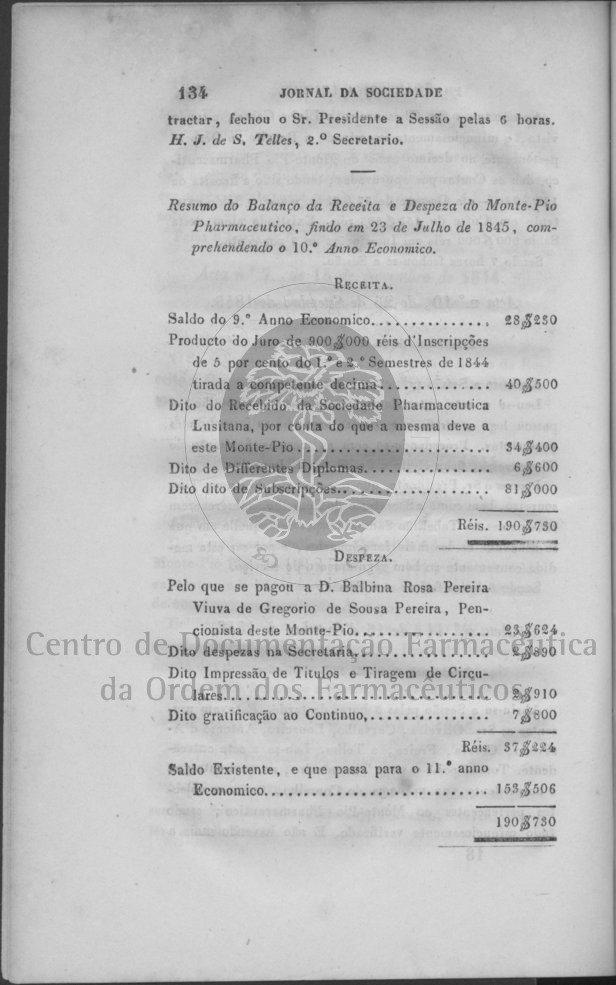 134 JORNAL DA SOCIEDADE
tractar, fechou o Sr. Presidente a Sessão pelas 6 horas.
H. J. de S. Telles, 2.º Secretario.
Resumo do Balanço da Receita e Despeza do Monte-Pio
Pharmaceutico, findo em 23 de Julho de 1845, com-
prehendendo o 10.º Anno Economico.
RECEITA.
Saldo do 9.º Anno Economico.............. 28$230
Producto do Juro de 900$000 réis d'Inscripções
de 5 por cento do 1.º e 2.º Semestres de 1844
tirada a competente decima............... 40$500
Dito do Recebido da Sociedade Pharmaceutica
Lusitana, por conta do que a mesma deve a
este Monte-Pio........................ 34$400
Dito de Differentes Diplomas............... 6$600
Dito dito de Subscripções.................. 81$000
Réis. 190$730
DESPEZA.
Pelo que se pagou a D. Balbina Rosa Pereira
Viuva de Gregorio de Sousa Pereira, Pen-
cionista deste Monte-Pio................ 23$624
Centro de Documentação Farmacêutica
Dito despezas na Secretaria................. 2$890
Dito Impressão de Titulos e Tiragem de Circu-
da Ordem dos Farmacêuticos
lares................................ 2$910
Dito gratificação ao Continuo,.............. 7$800
Réis. 37$224
Saldo Existente, e que passa para o 11.º anno
Economico............................ 153$506
190$730